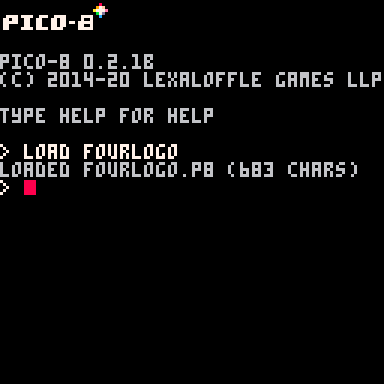 PICO-8
PICO-8 0.2.1B
(C) 2014-20 LEXALOFFLE GAMES LLP
TYPE HELP FOR HELP
> LOAD FOURLOGO
LOADED FOURLOGO.P8 (683 CHARS)
>